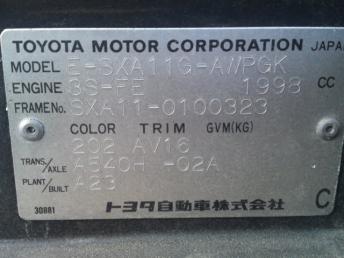 TOYOTA MOTOR CORPORATION JAPAN
MODEL E-SXA11G-A//PGK
ENGINE 3S-FE 1998 CC
FRAME No. SXA11-0100323
COLOR TRIM GVM(KG)
202 AV16
TRANS/AXLE A540H -02A
PLANT/BUILT A23
30881 トヨタ自動車株式会社 C